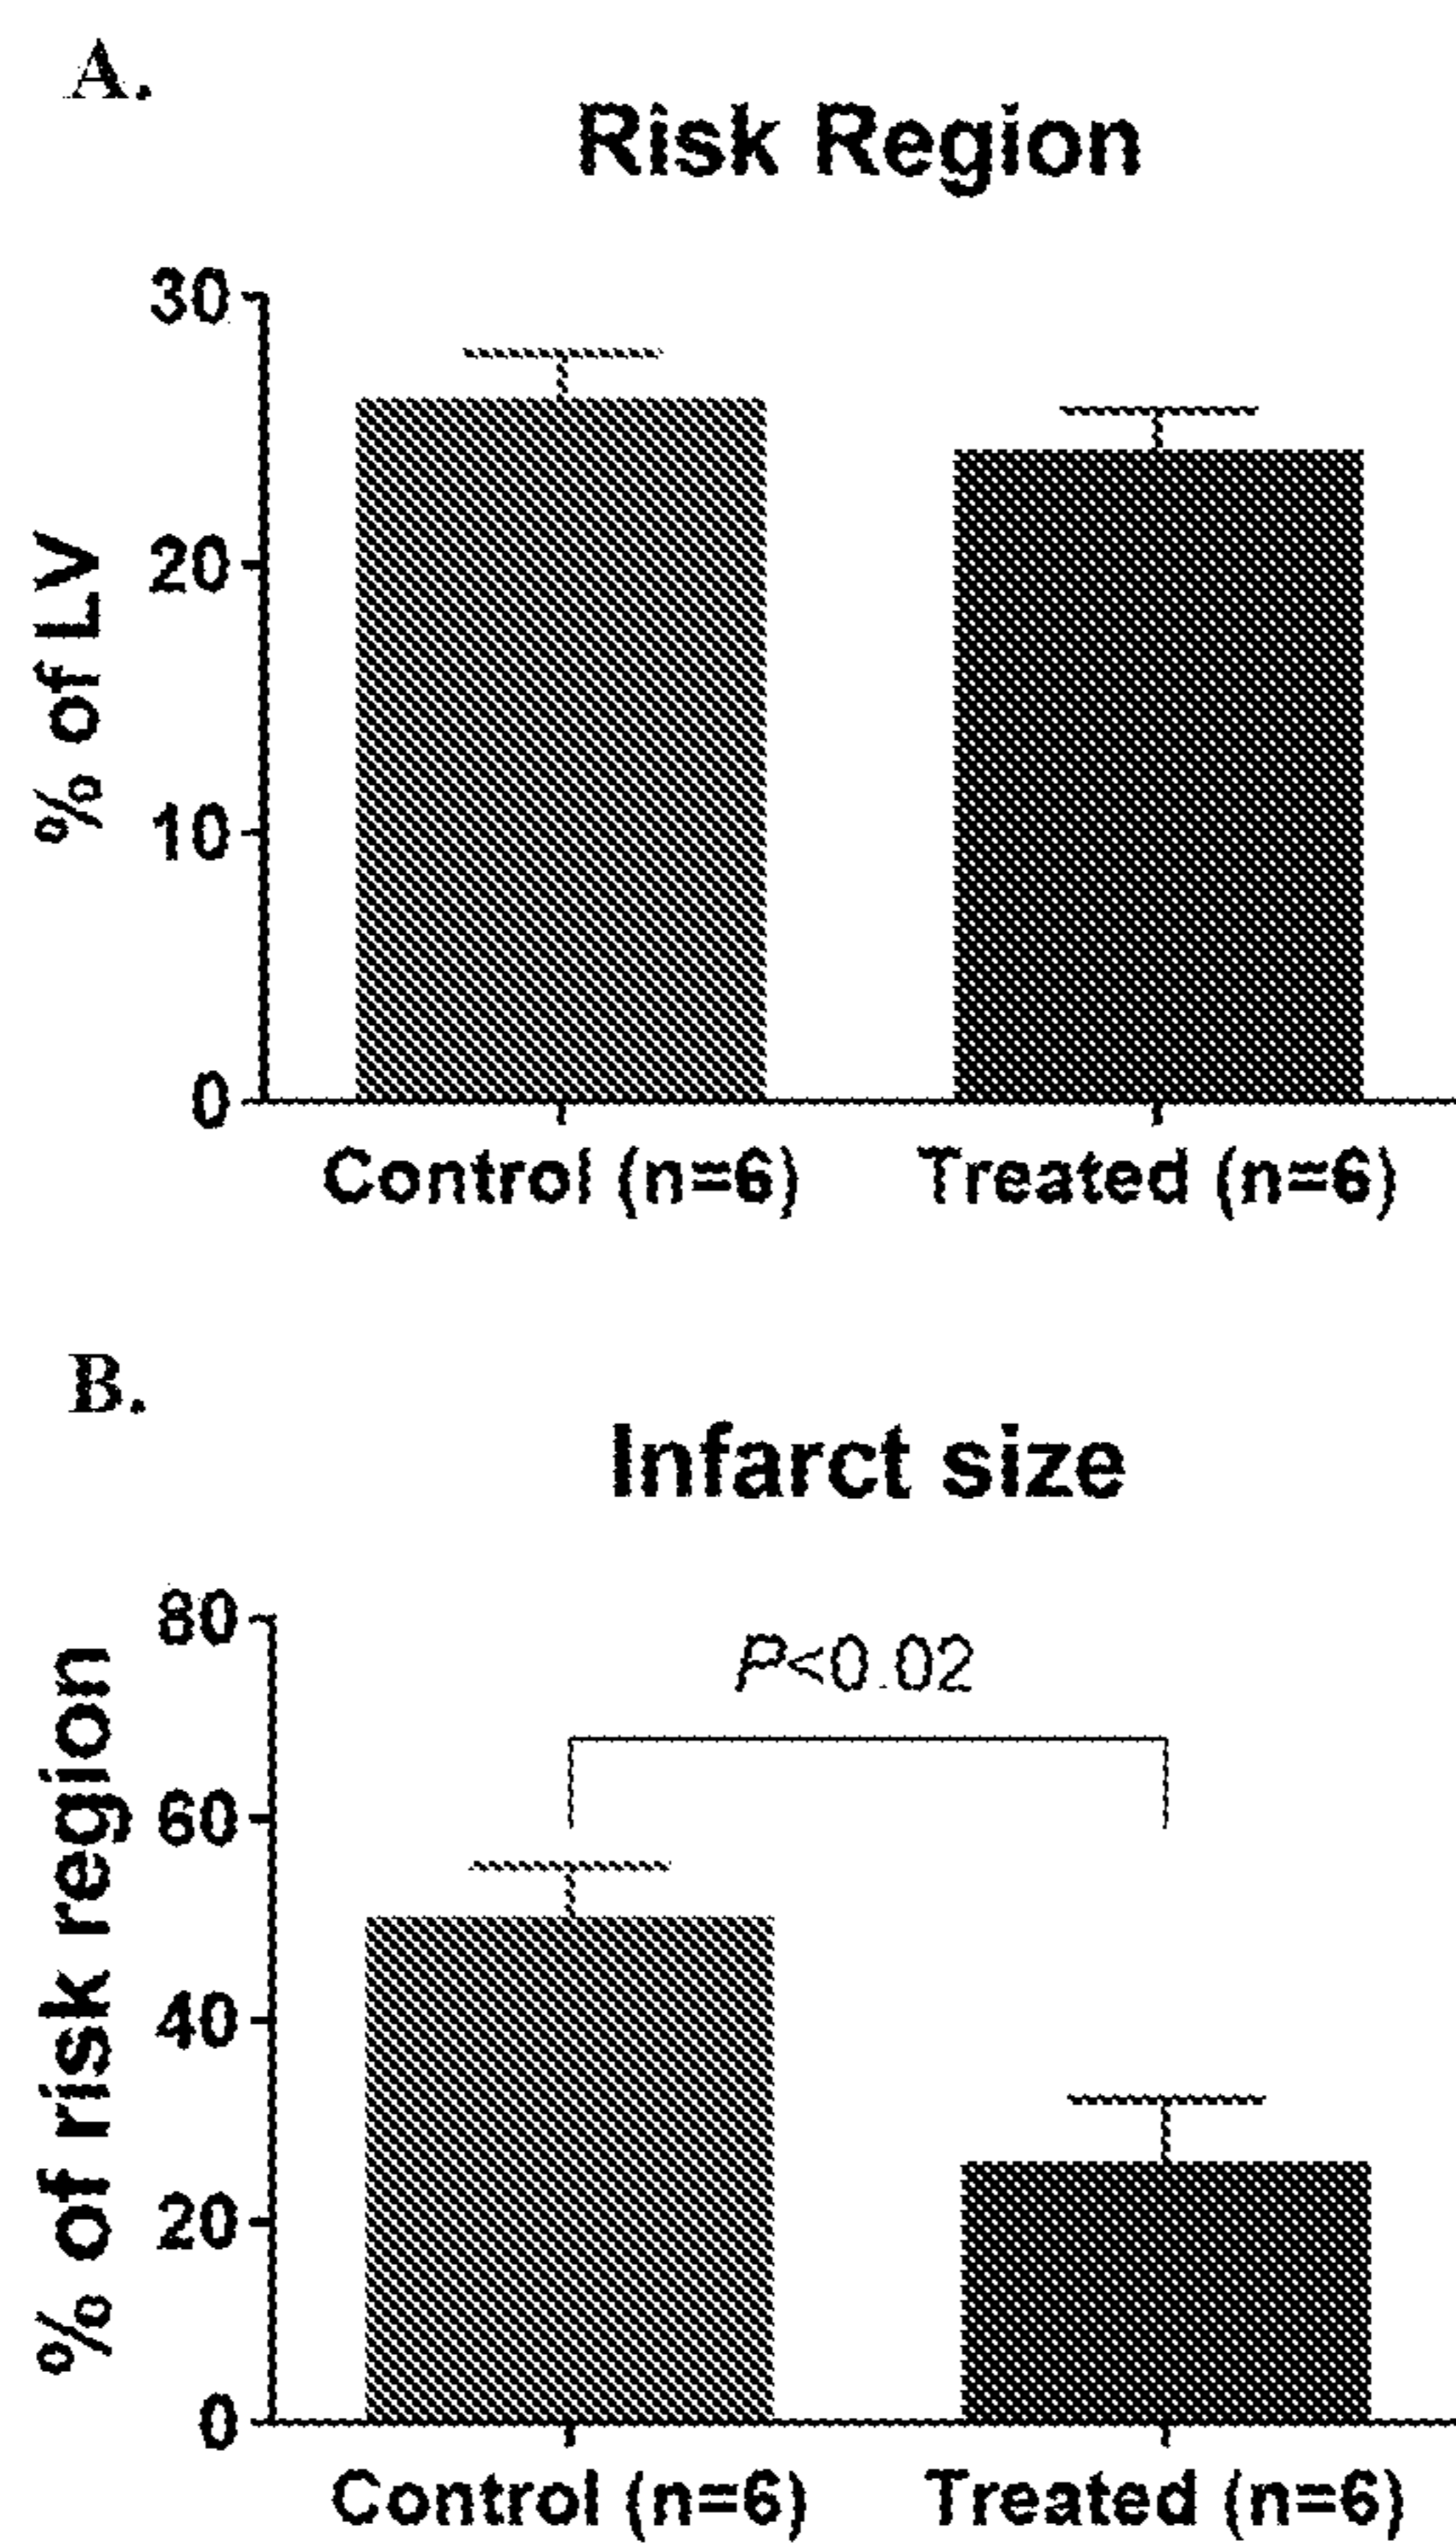 A.
Risk Region
30
20
10
0
% of LV
Control (n=6)
Treated (n=6)
B.
Infarct size
80
60
40
20
0
% of risk region
P<0.02
Control (n=6)
Treated (n=6)